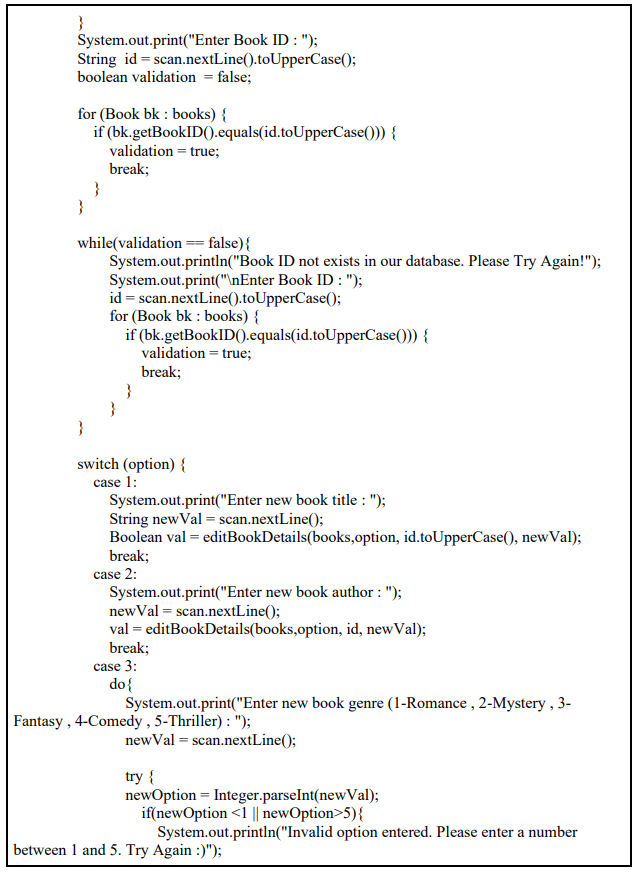 }
System.out.print("Enter Book ID : ");
String  id = scan.nextLine().toUpperCase();
boolean validation  = false;
for (Book bk : books) {
if (bk.getBookID().equals(id.toUpperCase())) {
validation = true;
break;
}
}
while(validation == false){
System.out.println("Book ID not exists in our database. Please Try Again!");
System.out.print("\nEnter Book ID : ");
id = scan.nextLine().toUpperCase();
for (Book bk : books) {
if (bk.getBookID().equals(id.toUpperCase())) {
validation = true;
break;
}
}
}
switch (option) {
case 1:
System.out.print("Enter new book title : ");
String newVal = scan.nextLine();
Boolean val = editBookDetails(books,option, id.toUpperCase(), newVal);
break;
case 2:
System.out.print("Enter new book author : ");
newVal = scan.nextLine();
val = editBookDetails(books,option, id, newVal);
break;
case 3:
do{
System.out.print("Enter new book genre (1-Romance , 2-Mystery , 3-
Fantasy , 4-Comedy , 5-Thriller) : ");
newVal = scan.nextLine();
try {
newOption = Integer.parseInt(newVal);
if(newOption <1 || newOption>5){
System.out.println("Invalid option entered. Please enter a number
between 1 and 5. Try Again :)");